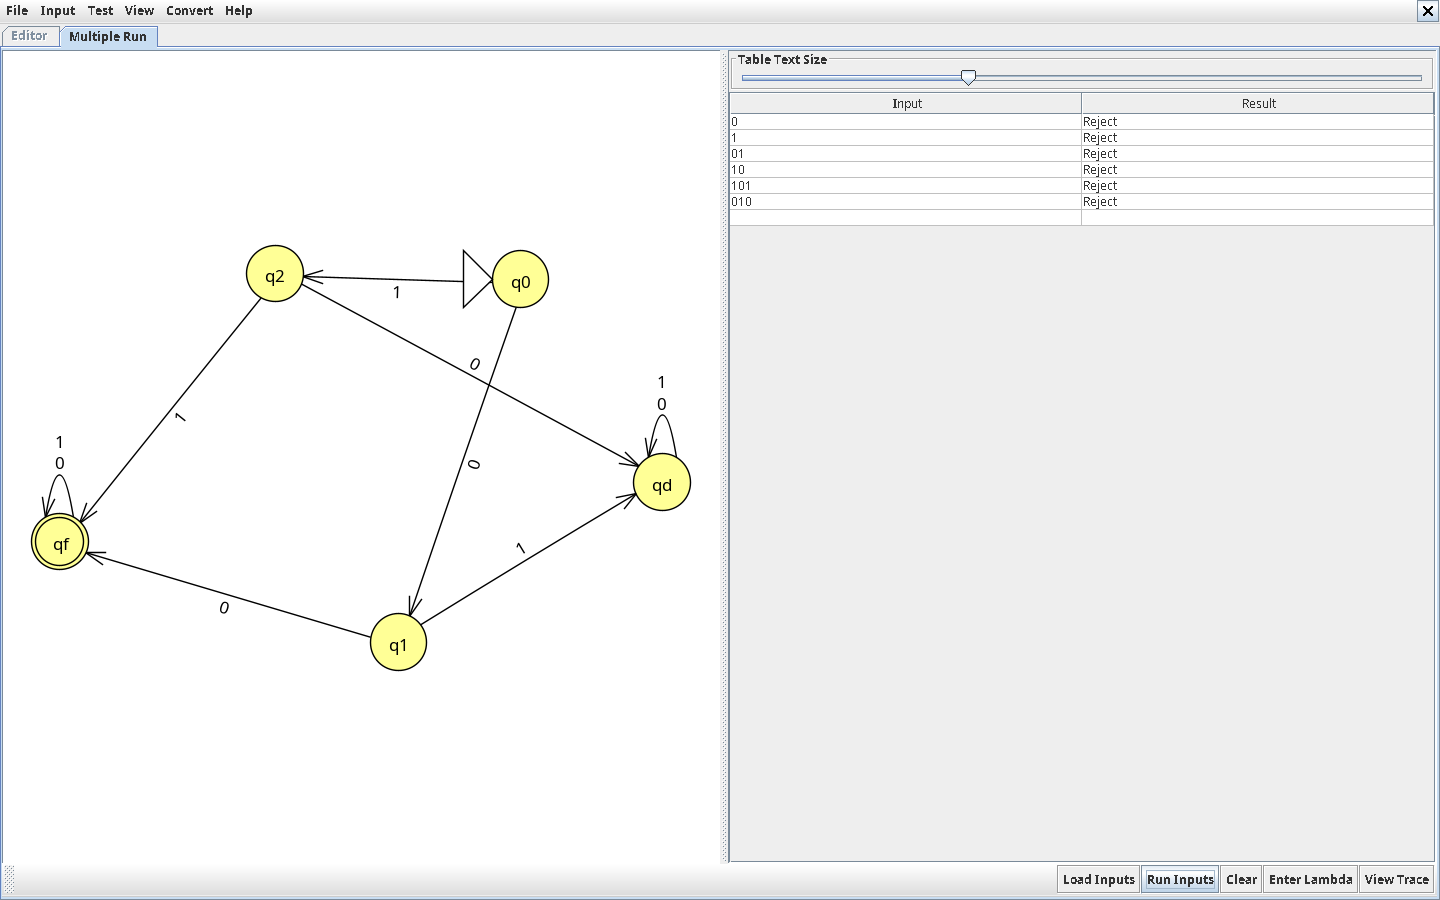 File Input Test View Convert Help
Editor Multiple Run
Table Text Size
Input Result
0 Reject
1 Reject
01 Reject
10 Reject
101 Reject
010 Reject
q2
q0
1
0
1
0
1
1
0
0
qd
qf
1
0
q1
Load Inputs Run Inputs Clear Enter Lambda View Trace